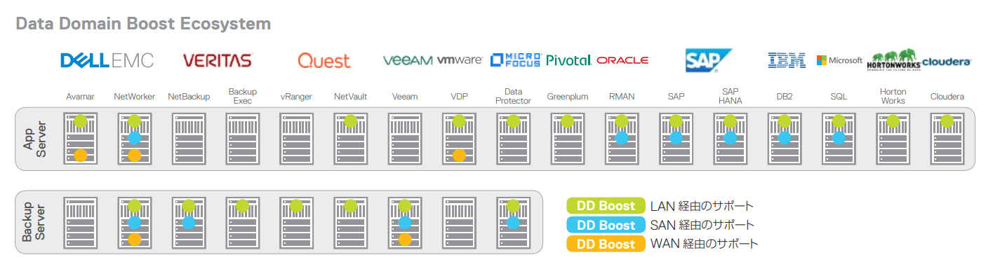 Data Domain Boost Ecosystem
DELL EMC VERITAS Quest VEEAM vmware MICRO FOCUS Pivotal ORACLE SAP IBM Microsoft HORTONWORKS cloudera
Avamar NetWorker NetBackup Backup Exec vRanger NetVault Veeam VDP Data Protector Greenplum RMAN SAP SAP HANA DB2 SQL Horton Works Cloudera
App Server
Backup Server
DD Boost LAN 経由のサポート
DD Boost SAN 経由のサポート
DD Boost WAN 経由のサポート